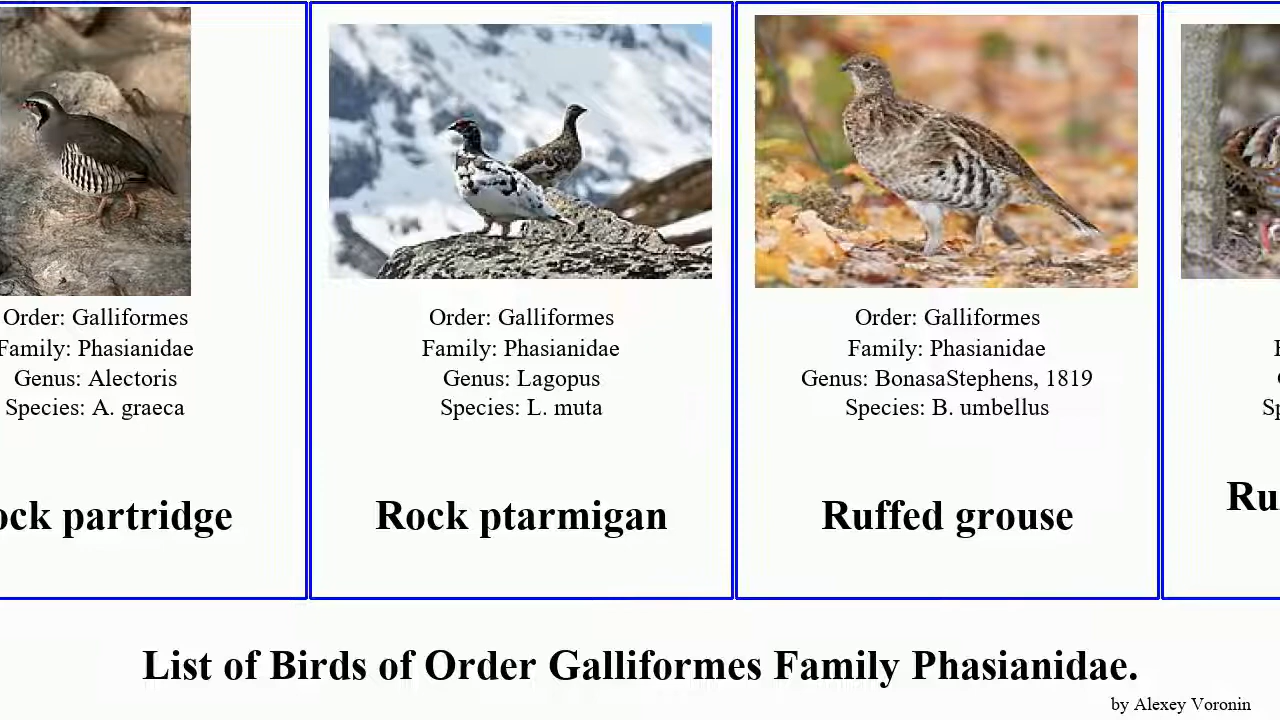 Order: Galliformes
Family: Phasianidae
Genus: Alectoris
Species: A. graeca
ock partridge
Order: Galliformes
Family: Phasianidae
Genus: Lagopus
Species: L. muta
Rock ptarmigan
Order: Galliformes
Family: Phasianidae
Genus: BonasaStephens, 1819
Species: B. umbellus
Ruffed grouse
Ru
List of Birds of Order Galliformes Family Phasianidae.
by Alexey Voronin